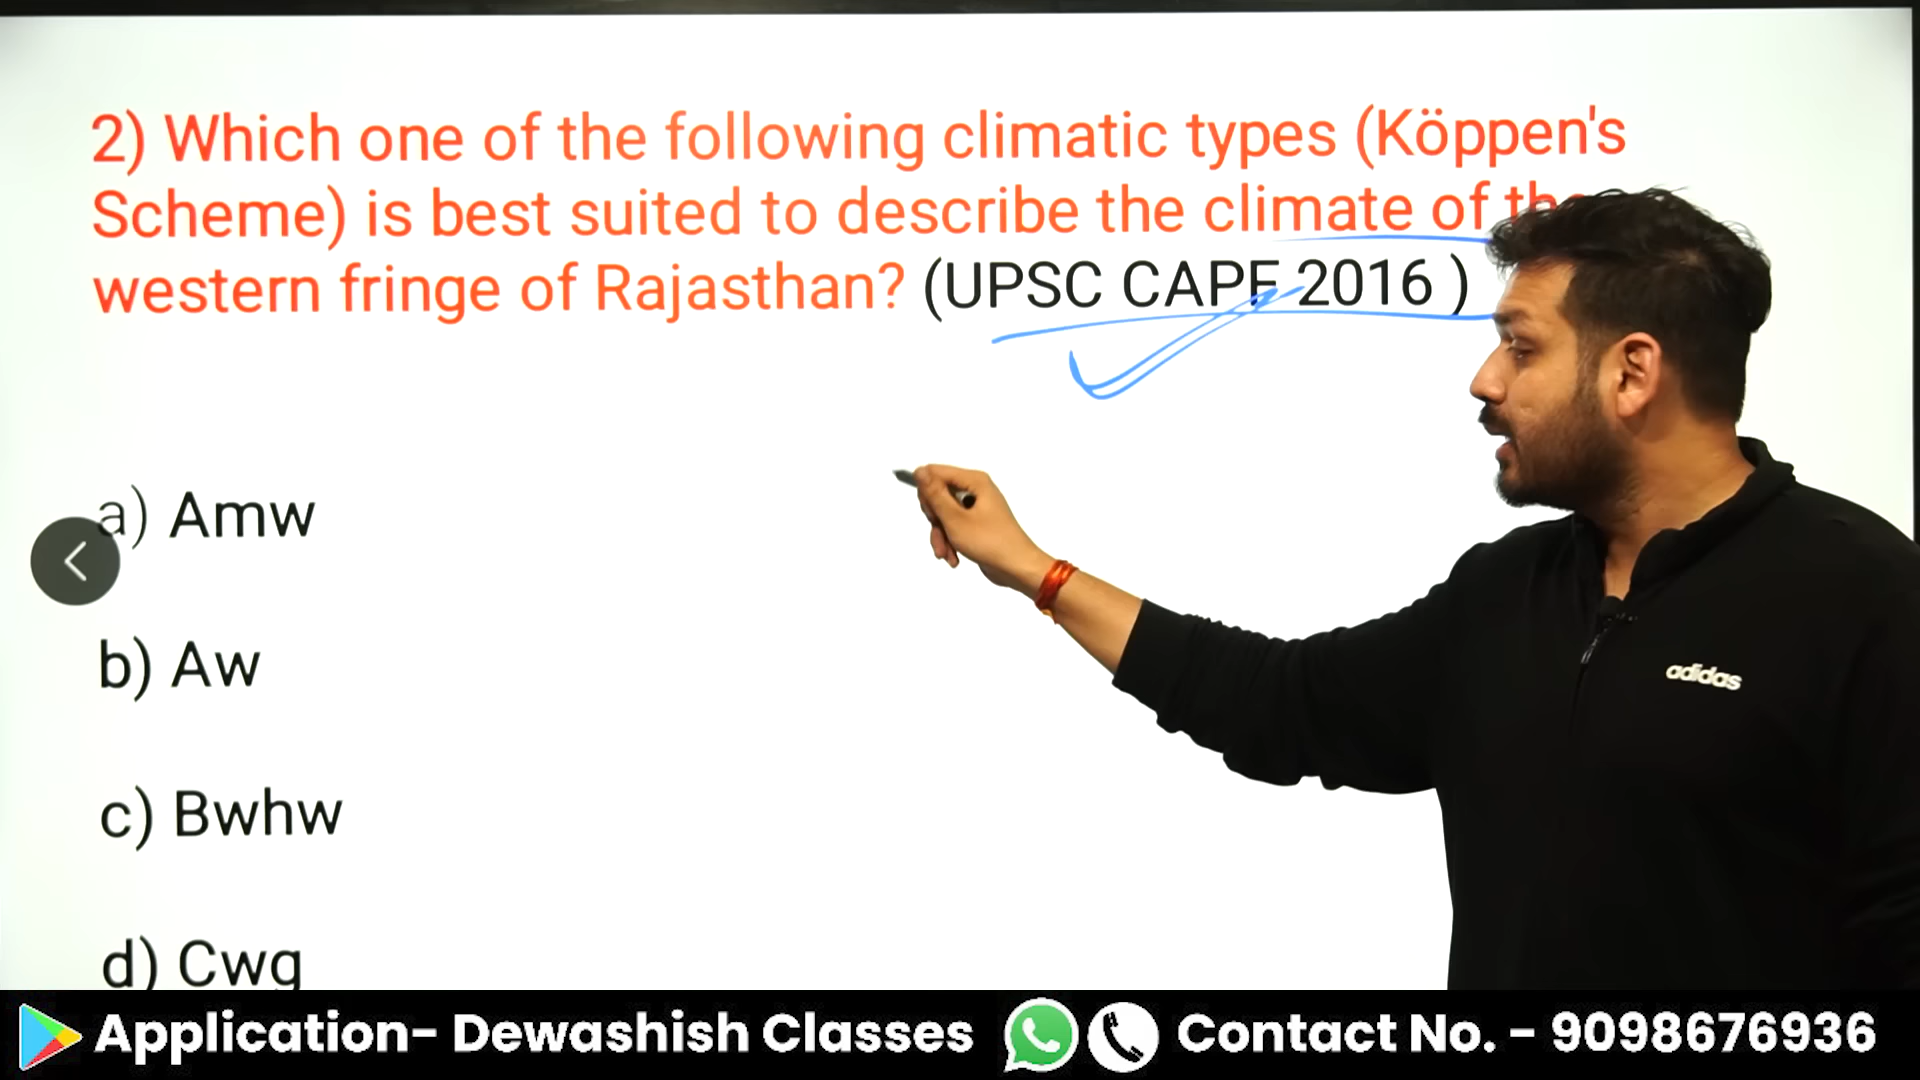 2) Which one of the following climatic types (Köppen's
Scheme) is best suited to describe the climate of the
western fringe of Rajasthan? (UPSC CAPF 2016 )
a) Amw
b) Aw
c) Bwhw
d) Cwg
adidas
Application- Dewashish Classes
Contact No. - 9098676936